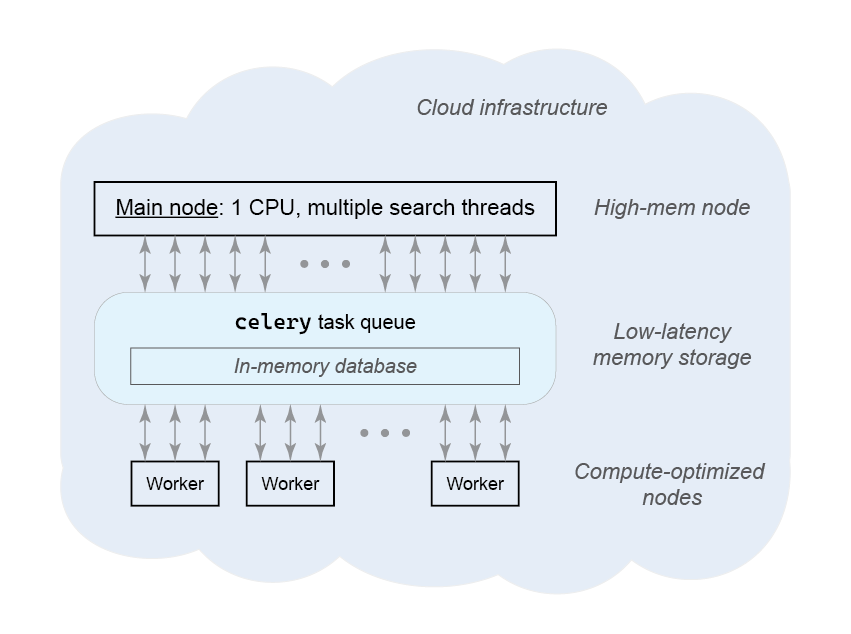 Cloud infrastructure
Main node: 1 CPU, multiple search threads
High-mem node
celery task queue
In-memory database
Low-latency
memory storage
Worker
Worker
Worker
Compute-optimized
nodes